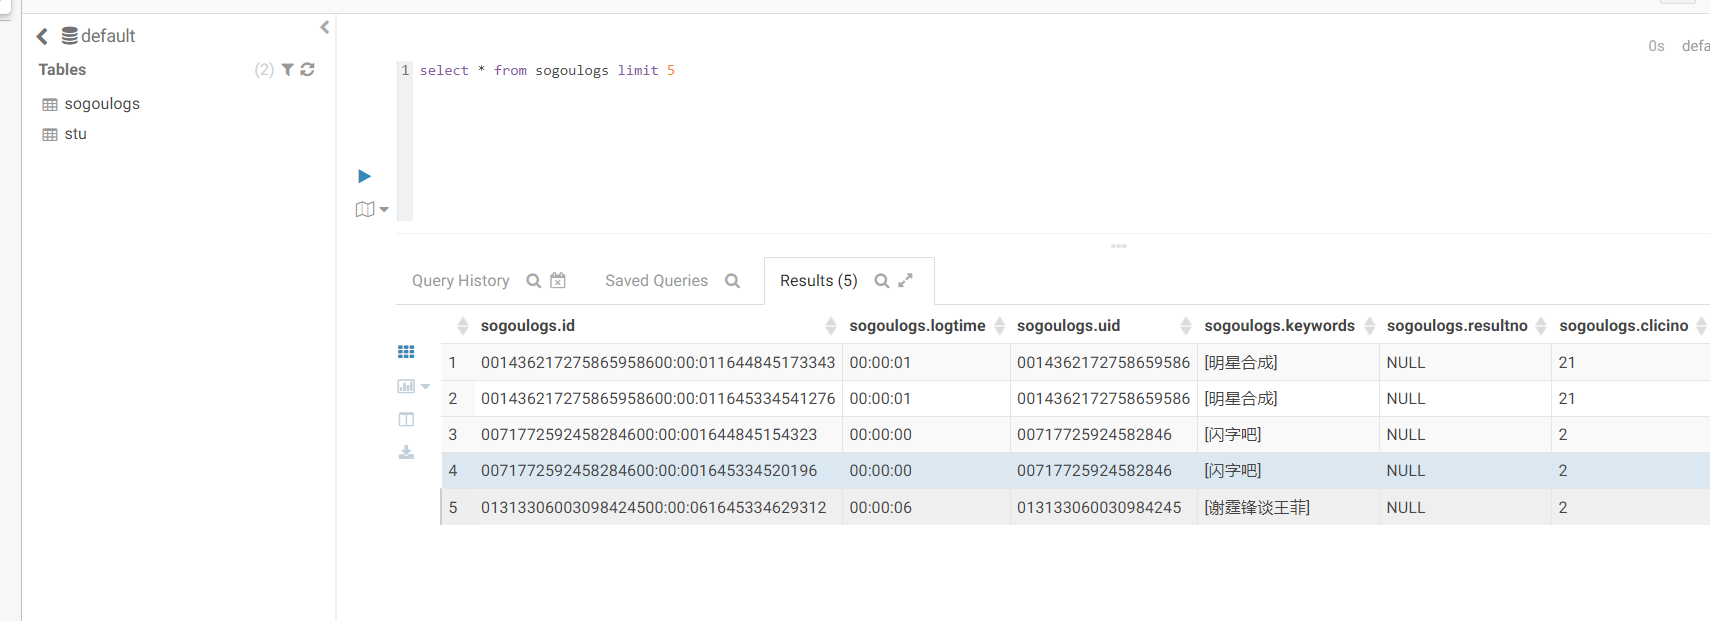 default
Tables (2)
sogoulogs
stu
0s defa
1 select * from sogoulogs limit 5
Query History Saved Queries Results (5)
sogoulogs.id sogoulogs.logtime sogoulogs.uid sogoulogs.keywords sogoulogs.resultno sogoulogs.clicino
1 001436217275865958600:00:011644845173343 00:00:01 0014362172758659586 [明星合成] NULL 21
2 001436217275865958600:00:011645334541276 00:00:01 0014362172758659586 [明星合成] NULL 21
3 0071772592458284600:00:001644845154323 00:00:00 00717725924582846 [闪字吧] NULL 2
4 0071772592458284600:00:001645334520196 00:00:00 00717725924582846 [闪字吧] NULL 2
5 01313306003098424500:00:061645334629312 00:00:06 013133060030984245 [谢霆锋谈王菲] NULL 2